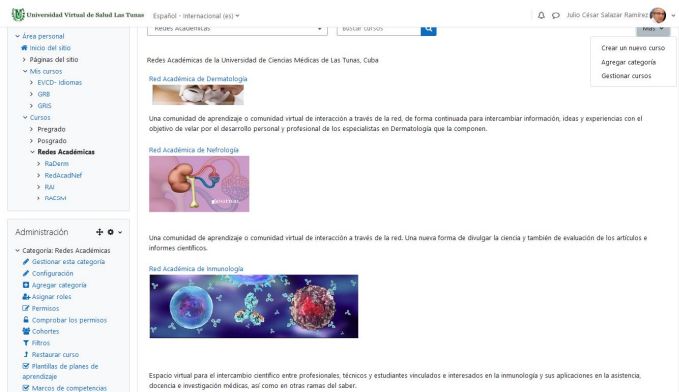 Universidad Virtual de Salud Las Tunas
Español - Internacional (es)
Julio César Salazar Ramírez
Área personal
Inicio del sitio
Páginas del sitio
Mis cursos
EVCD- Idiomas
GRB
GRIS
Cursos
Pregrado
Posgrado
Redes Académicas
RaDerm
RedAcadNef
RAI
RACSM
Administración
Categoría: Redes Académicas
Gestionar esta categoría
Configuración
Agregar categoría
Asignar roles
Permisos
Comprobar los permisos
Cohortes
Filtros
Restaurar curso
Plantillas de planes de
aprendizaje
Marcos de competencias
Redes Académicas
Buscar cursos
Más
Crear un nuevo curso
Agregar categoría
Gestionar cursos
Redes Académicas de la Universidad de Ciencias Médicas de Las Tunas, Cuba
Red Académica de Dermatología
Una comunidad de aprendizaje o comunidad virtual de interacción a través de la red, de forma continuada para intercambiar información, ideas y experiencias con el
objetivo de velar por el desarrollo personal y profesional de los especialistas en Dermatología que la componen.
Red Académica de Nefrología
Una comunidad de aprendizaje o comunidad virtual de interacción a través de la red. Una nueva forma de divulgar la ciencia y también de evaluación de los artículos e
informes científicos.
Red Académica de Inmunología
Espacio virtual para el intercambio científico entre profesionales, técnicos y estudiantes vinculados e interesados en la inmunología y sus aplicaciones en la asistencia,
docencia e investigación médicas, así como en otras ramas del saber.